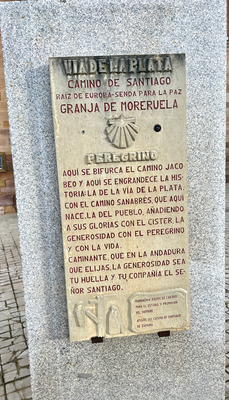 VIA DE LA PLATA
CAMINO DE SANTIAGO
RAIZ DE EUROPA-SENDA PARA LA PAZ
GRANJA DE MORERUELA
PEREGRINO
AQUI SE BIFURCA EL CAMINO JACO
BEO Y AQUI SE ENGRANDECE LA HIS
TORIA: LA DE LA VIA DE LA PLATA,
CON EL CAMINO SANABRES, QUE AQUI
NACE. LA DEL PUEBLO, AÑADIENDO
A SUS GLORIAS CON EL CISTER, LA
GENEROSIDAD CON EL PEREGRINO
Y CON LA VIDA.
CAMINANTE, QUE EN LA ANDADURA
QUE ELIJAS, LA GENEROSIDAD SEA
TU HUELLA Y TU COMPAÑIA EL SE-
ÑOR SANTIAGO.